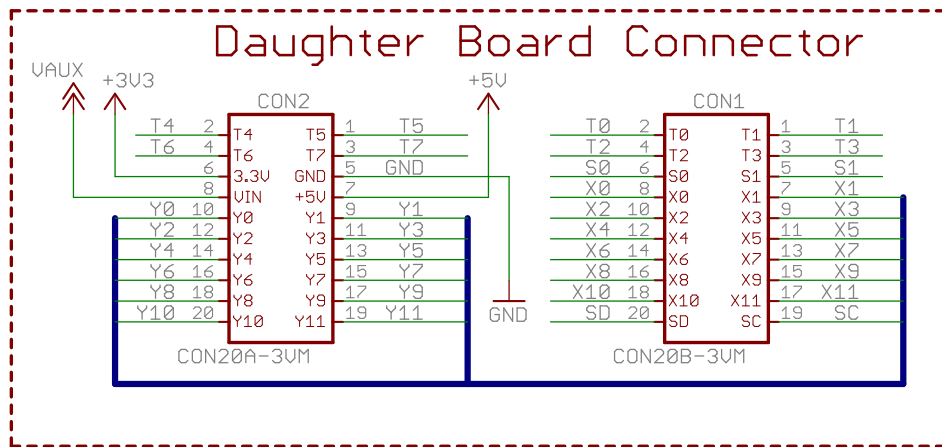 Daughter Board Connector
VAUX
+3V3
+5V
CON2
CON1
T4 2 T4 T5 1 T5
T6 4 T6 T7 3 T7
6 3.3V GND 5 GND
8 VIN +5V 7
Y0 10 Y0 Y1 9 Y1
Y2 12 Y2 Y3 11 Y3
Y4 14 Y4 Y5 13 Y5
Y6 16 Y6 Y7 15 Y7
Y8 18 Y8 Y9 17 Y9
Y10 20 Y10 Y11 19 Y11
CON20A-3VM
GND
T0 2 T0 T1 1 T1
T2 4 T2 T3 3 T3
S0 6 S0 S1 5 S1
X0 8 X0 X1 7 X1
X2 10 X2 X3 9 X3
X4 12 X4 X5 11 X5
X6 14 X6 X7 13 X7
X8 16 X8 X9 15 X9
X10 18 X10 X11 17 X11
SD 20 SD SC 19 SC
CON20B-3VM